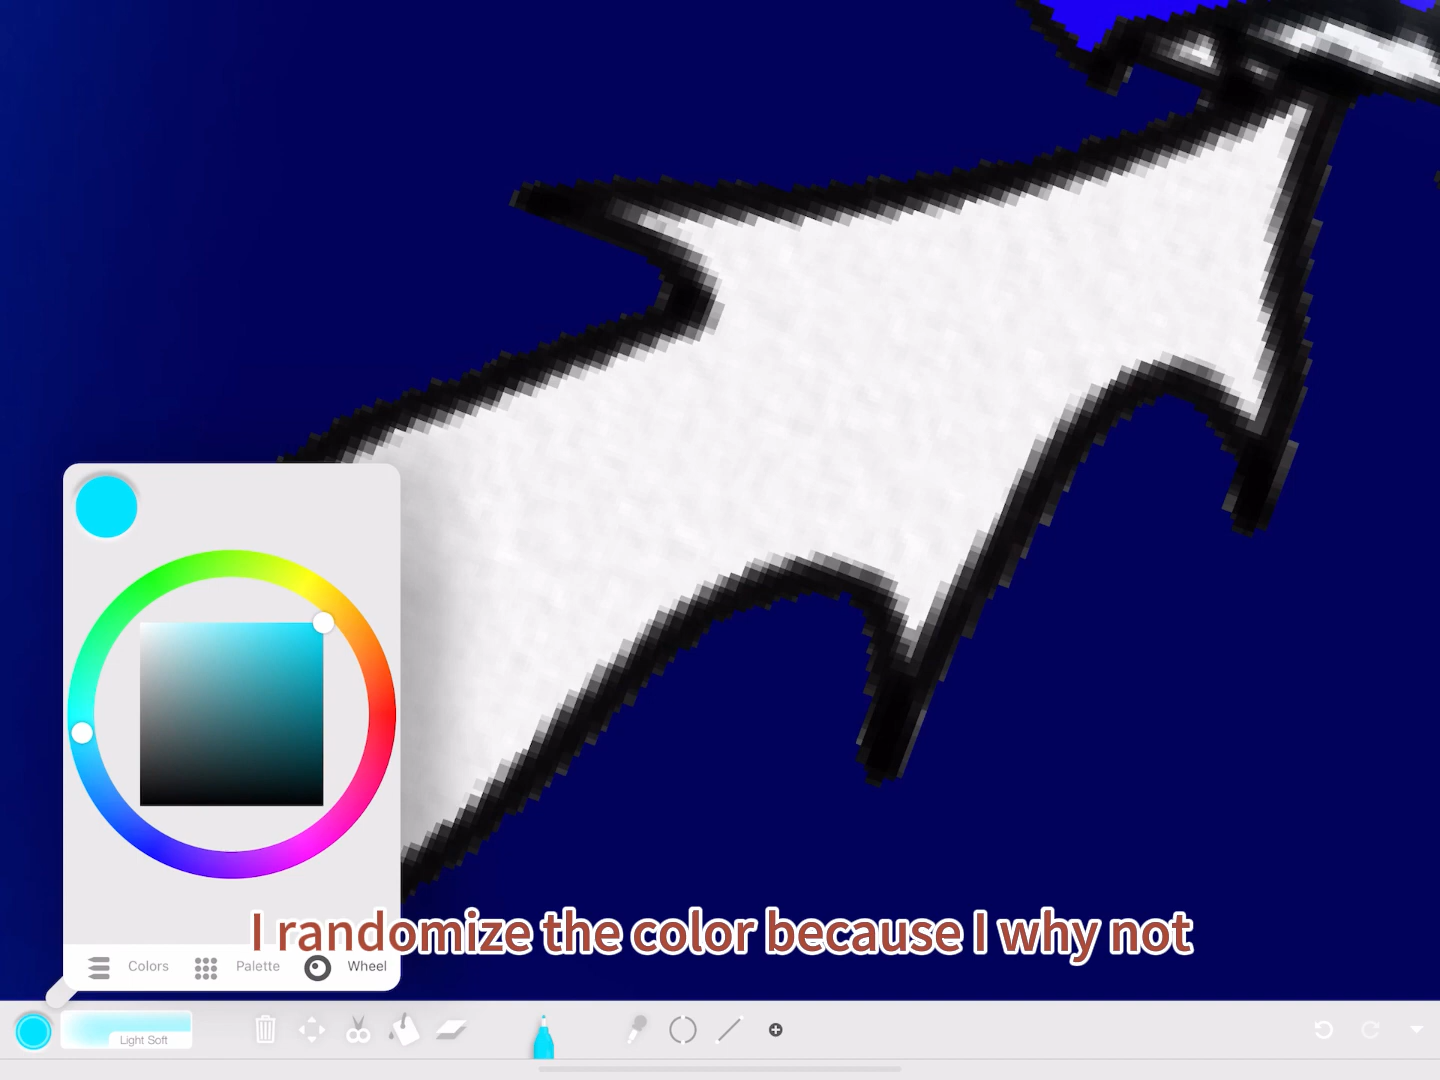 I randomize the color because I why not
Colors
Palette
Wheel
Light Soft